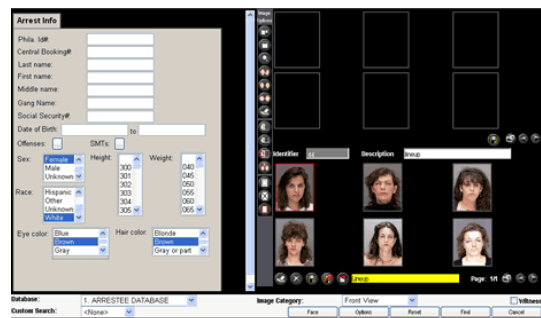 Arrest Info
Phila. Id#:
Central Booking#:
Last name:
First name:
Middle name:
Gang Name:
Social Security#:
Date of Birth: to
Offenses: ... SMTs: ...
Sex: Female Male Unknown
Height: 300 301 302 303 304 305
Weight: 040 045 050 055 060 065
Race: Hispanic Other Unknown White
Eye color: Blue Brown Gray
Hair color: Blonde Brown Gray or part
Database: 1. ARRESTEE DATABASE
Custom Search: <None>
Image Options
Identifier Description lineup
lineup Page: 1/1
Image Category: Front View Witness
Face Options Reset Find Cancel